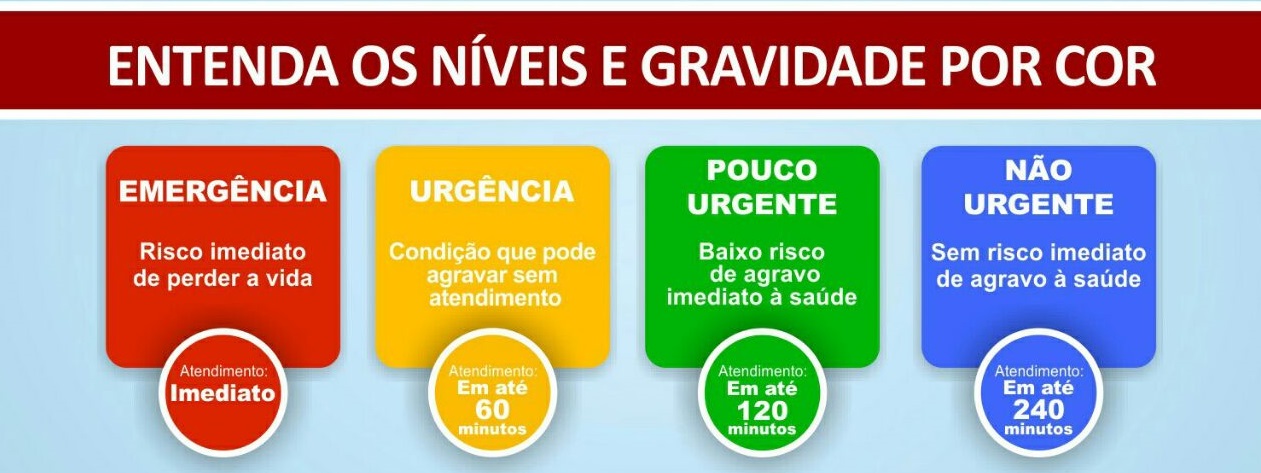 ENTENDA OS NÍVEIS E GRAVIDADE POR COR
EMERGÊNCIA
Risco imediato
de perder a vida
Atendimento:
Imediato
URGÊNCIA
Condição que pode
agravar sem
atendimento
Atendimento:
Em até
60
minutos
POUCO
URGENTE
Baixo risco
de agravo
imediato à saúde
Atendimento:
Em até
120
minutos
NÃO
URGENTE
Sem risco imediato
de agravo à saúde
Atendimento:
Em até
240
minutos